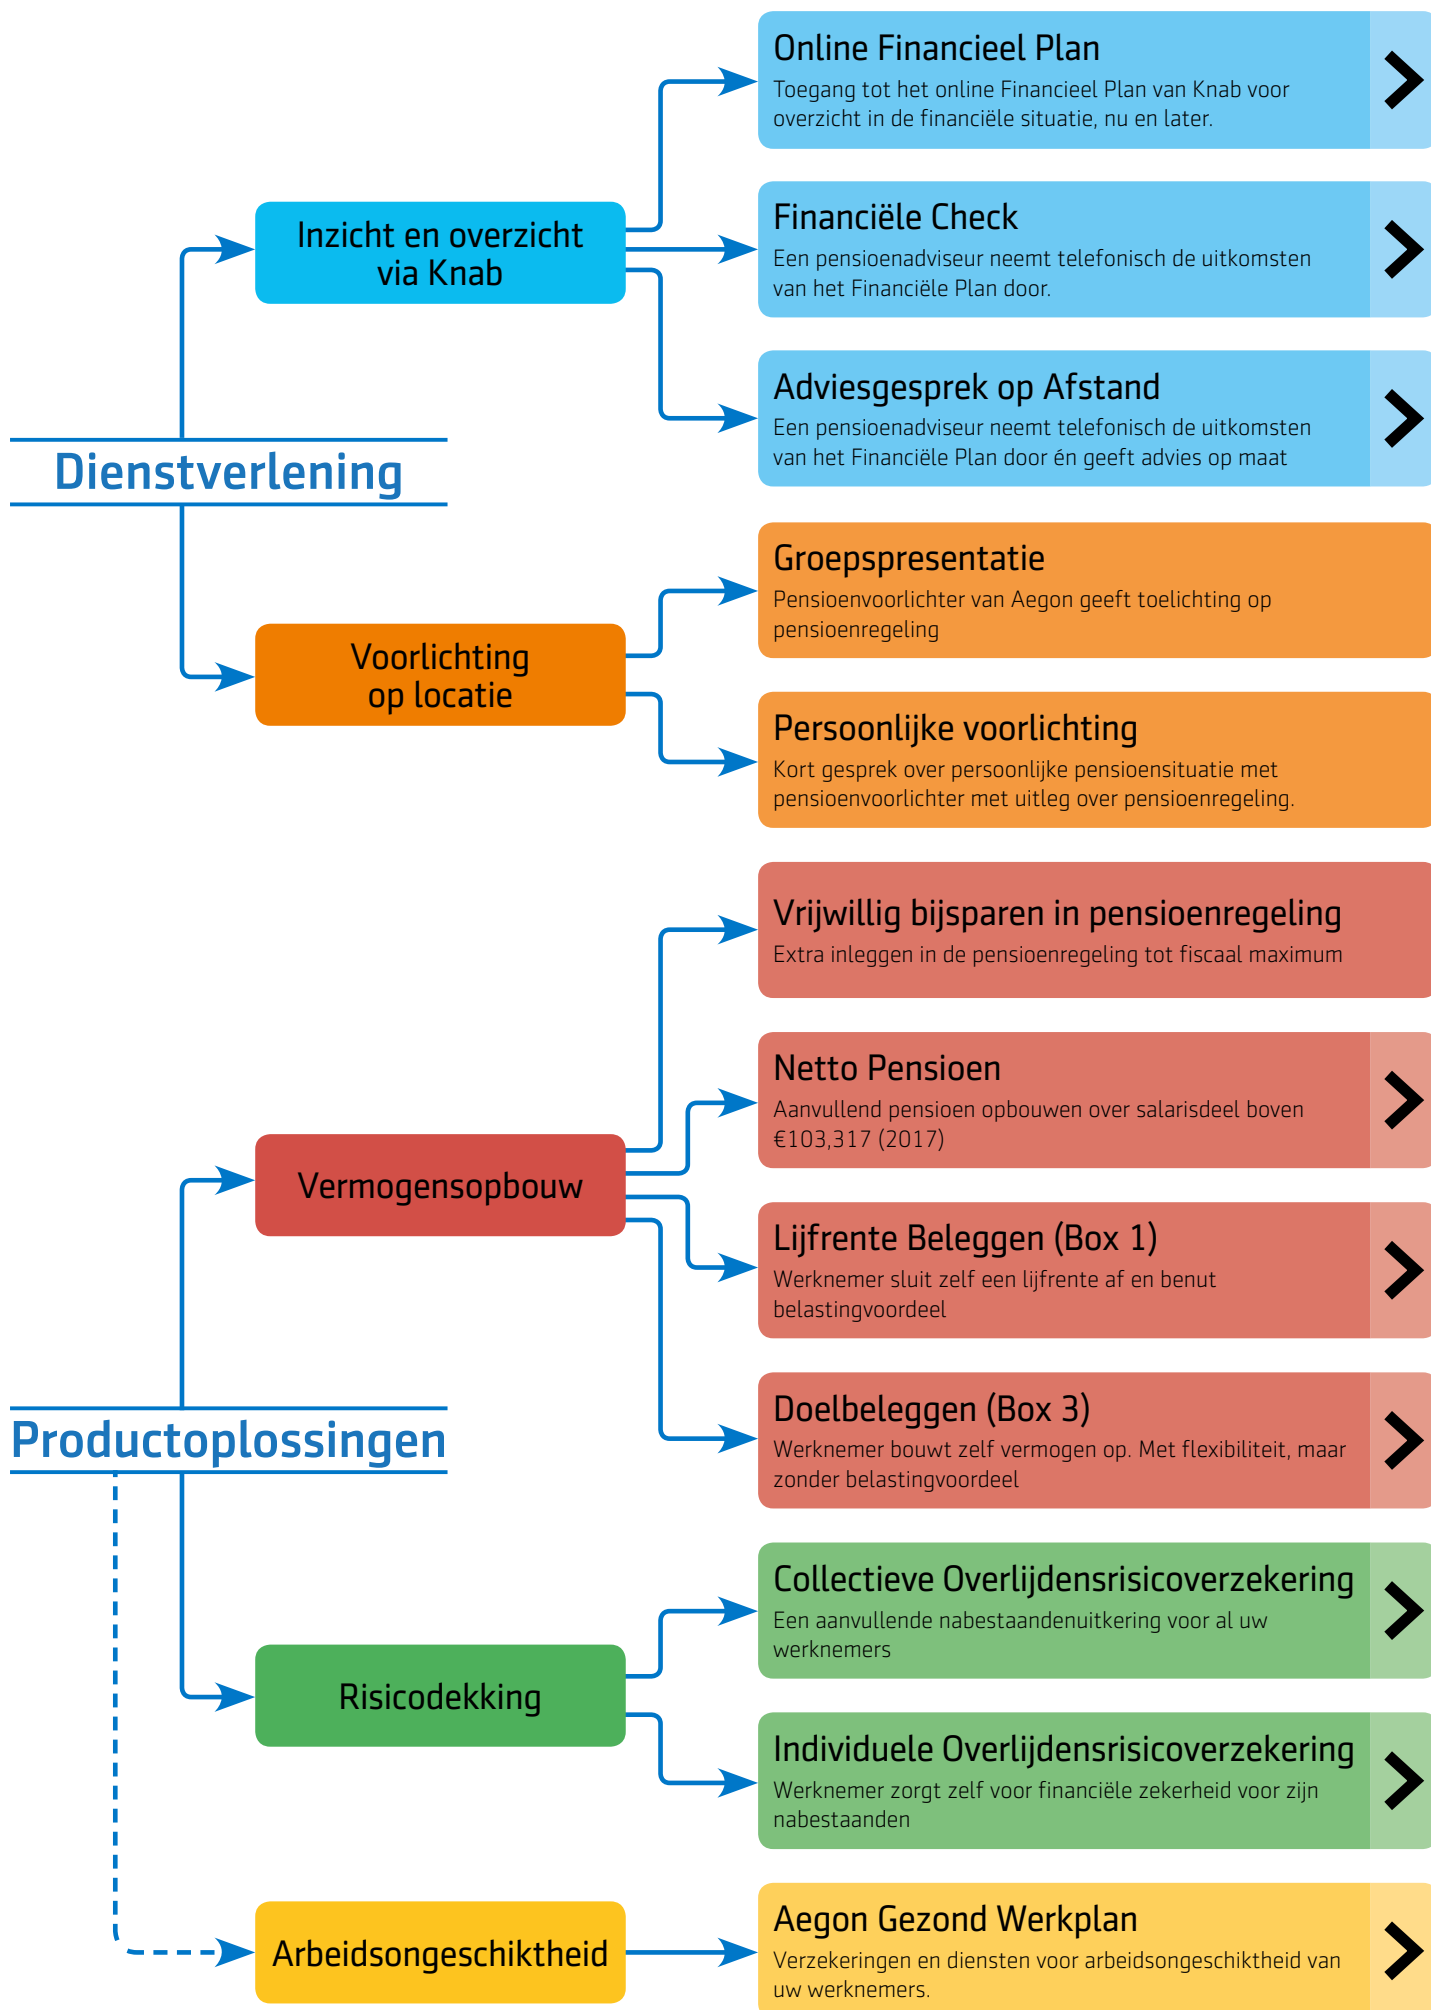 Dienstverlening
Inzicht en overzicht
via Knab
Online Financieel Plan
Toegang tot het online Financieel Plan van Knab voor
overzicht in de financiële situatie, nu en later.
Financiële Check
Een pensioenadviseur neemt telefonisch de uitkomsten
van het Financiële Plan door.
Adviesgesprek op Afstand
Een pensioenadviseur neemt telefonisch de uitkomsten
van het Financiële Plan door én geeft advies op maat
Voorlichting
op locatie
Groepspresentatie
Pensioenvoorlichter van Aegon geeft toelichting op
pensioenregeling
Persoonlijke voorlichting
Kort gesprek over persoonlijke pensioensituatie met
pensioenvoorlichter met uitleg over pensioenregeling.
Productoplossingen
Vermogensopbouw
Vrijwillig bijsparen in pensioenregeling
Extra inleggen in de pensioenregeling tot fiscaal maximum
Netto Pensioen
Aanvullend pensioen opbouwen over salarisdeel boven
€103,317 (2017)
Lijfrente Beleggen (Box 1)
Werknemer sluit zelf een lijfrente af en benut
belastingvoordeel
Doelbeleggen (Box 3)
Werknemer bouwt zelf vermogen op. Met flexibiliteit, maar
zonder belastingvoordeel
Risicodekking
Collectieve Overlijdensrisicoverzekering
Een aanvullende nabestaandenuitkering voor al uw
werknemers
Individuele Overlijdensrisicoverzekering
Werknemer zorgt zelf voor financiële zekerheid voor zijn
nabestaanden
Arbeidsongeschiktheid
Aegon Gezond Werkplan
Verzekeringen en diensten voor arbeidsongeschiktheid van
uw werknemers.